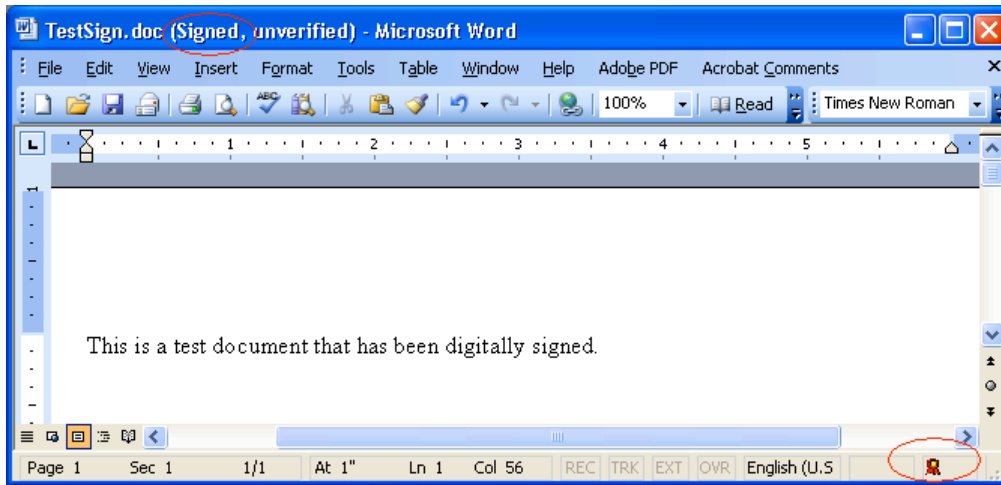 TestSign.doc (Signed, unverified) - Microsoft Word
File Edit View Insert Format Tools Table Window Help Adobe PDF Acrobat Comments
ABC 100% Read Times New Roman
1 2 3 4 5
This is a test document that has been digitally signed.
Page 1 Sec 1 1/1 At 1" Ln 1 Col 56 REC TRK EXT OVR English (U.S